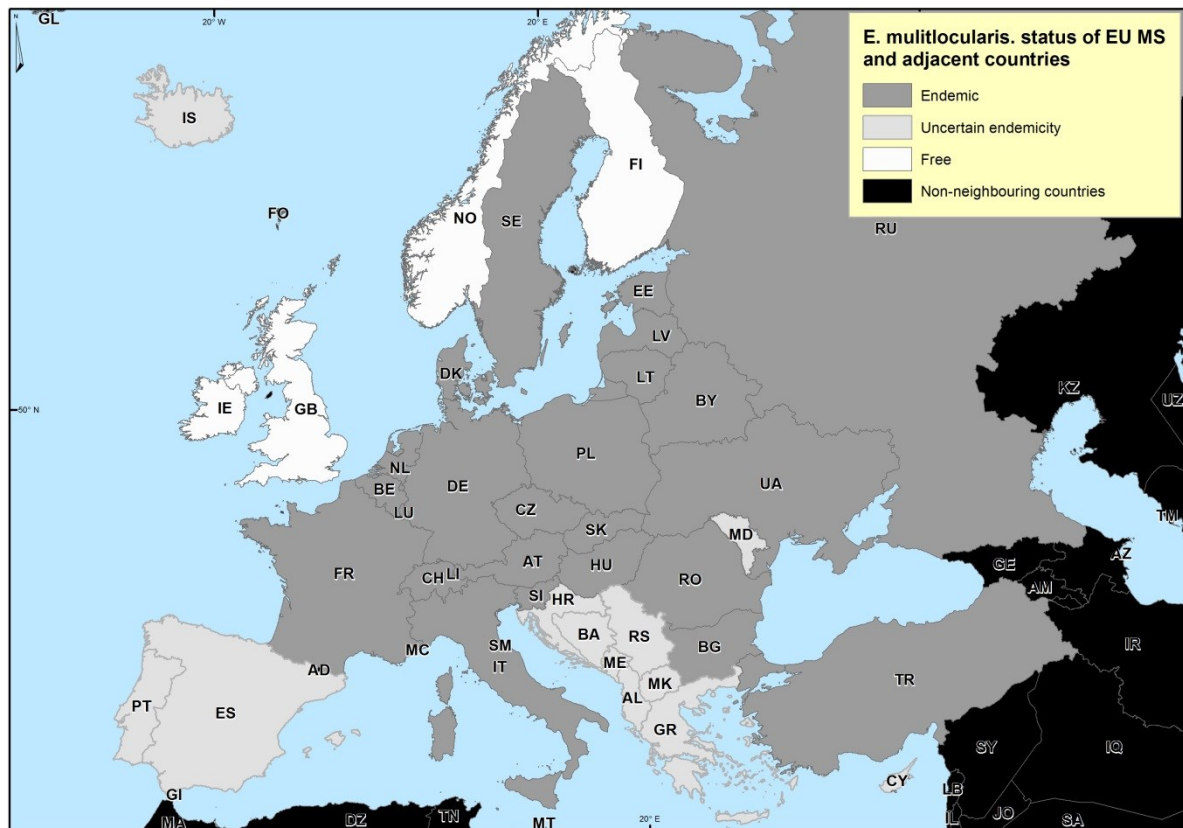 GL
20° W
20° E
N
E. mulitlocularis. status of EU MS
and adjacent countries
Endemic
Uncertain endemicity
Free
Non-neighbouring countries
IS
FI
FO
NO
SE
RU
EE
LV
DK
LT
KZ
UZ
50° N
IE
GB
BY
NL
PL
BE
DE
UA
LU
CZ
TM
SK
MD
AZ
FR
AT
GE
CH
LI
HU
RO
AM
SI
HR
BA
RS
SM
BG
IR
MC
IT
ME
AD
MK
TR
PT
ES
AL
GR
SY
IQ
CY
GI
LB
MA
DZ
TN
MT
20° E
IL
JO
SA